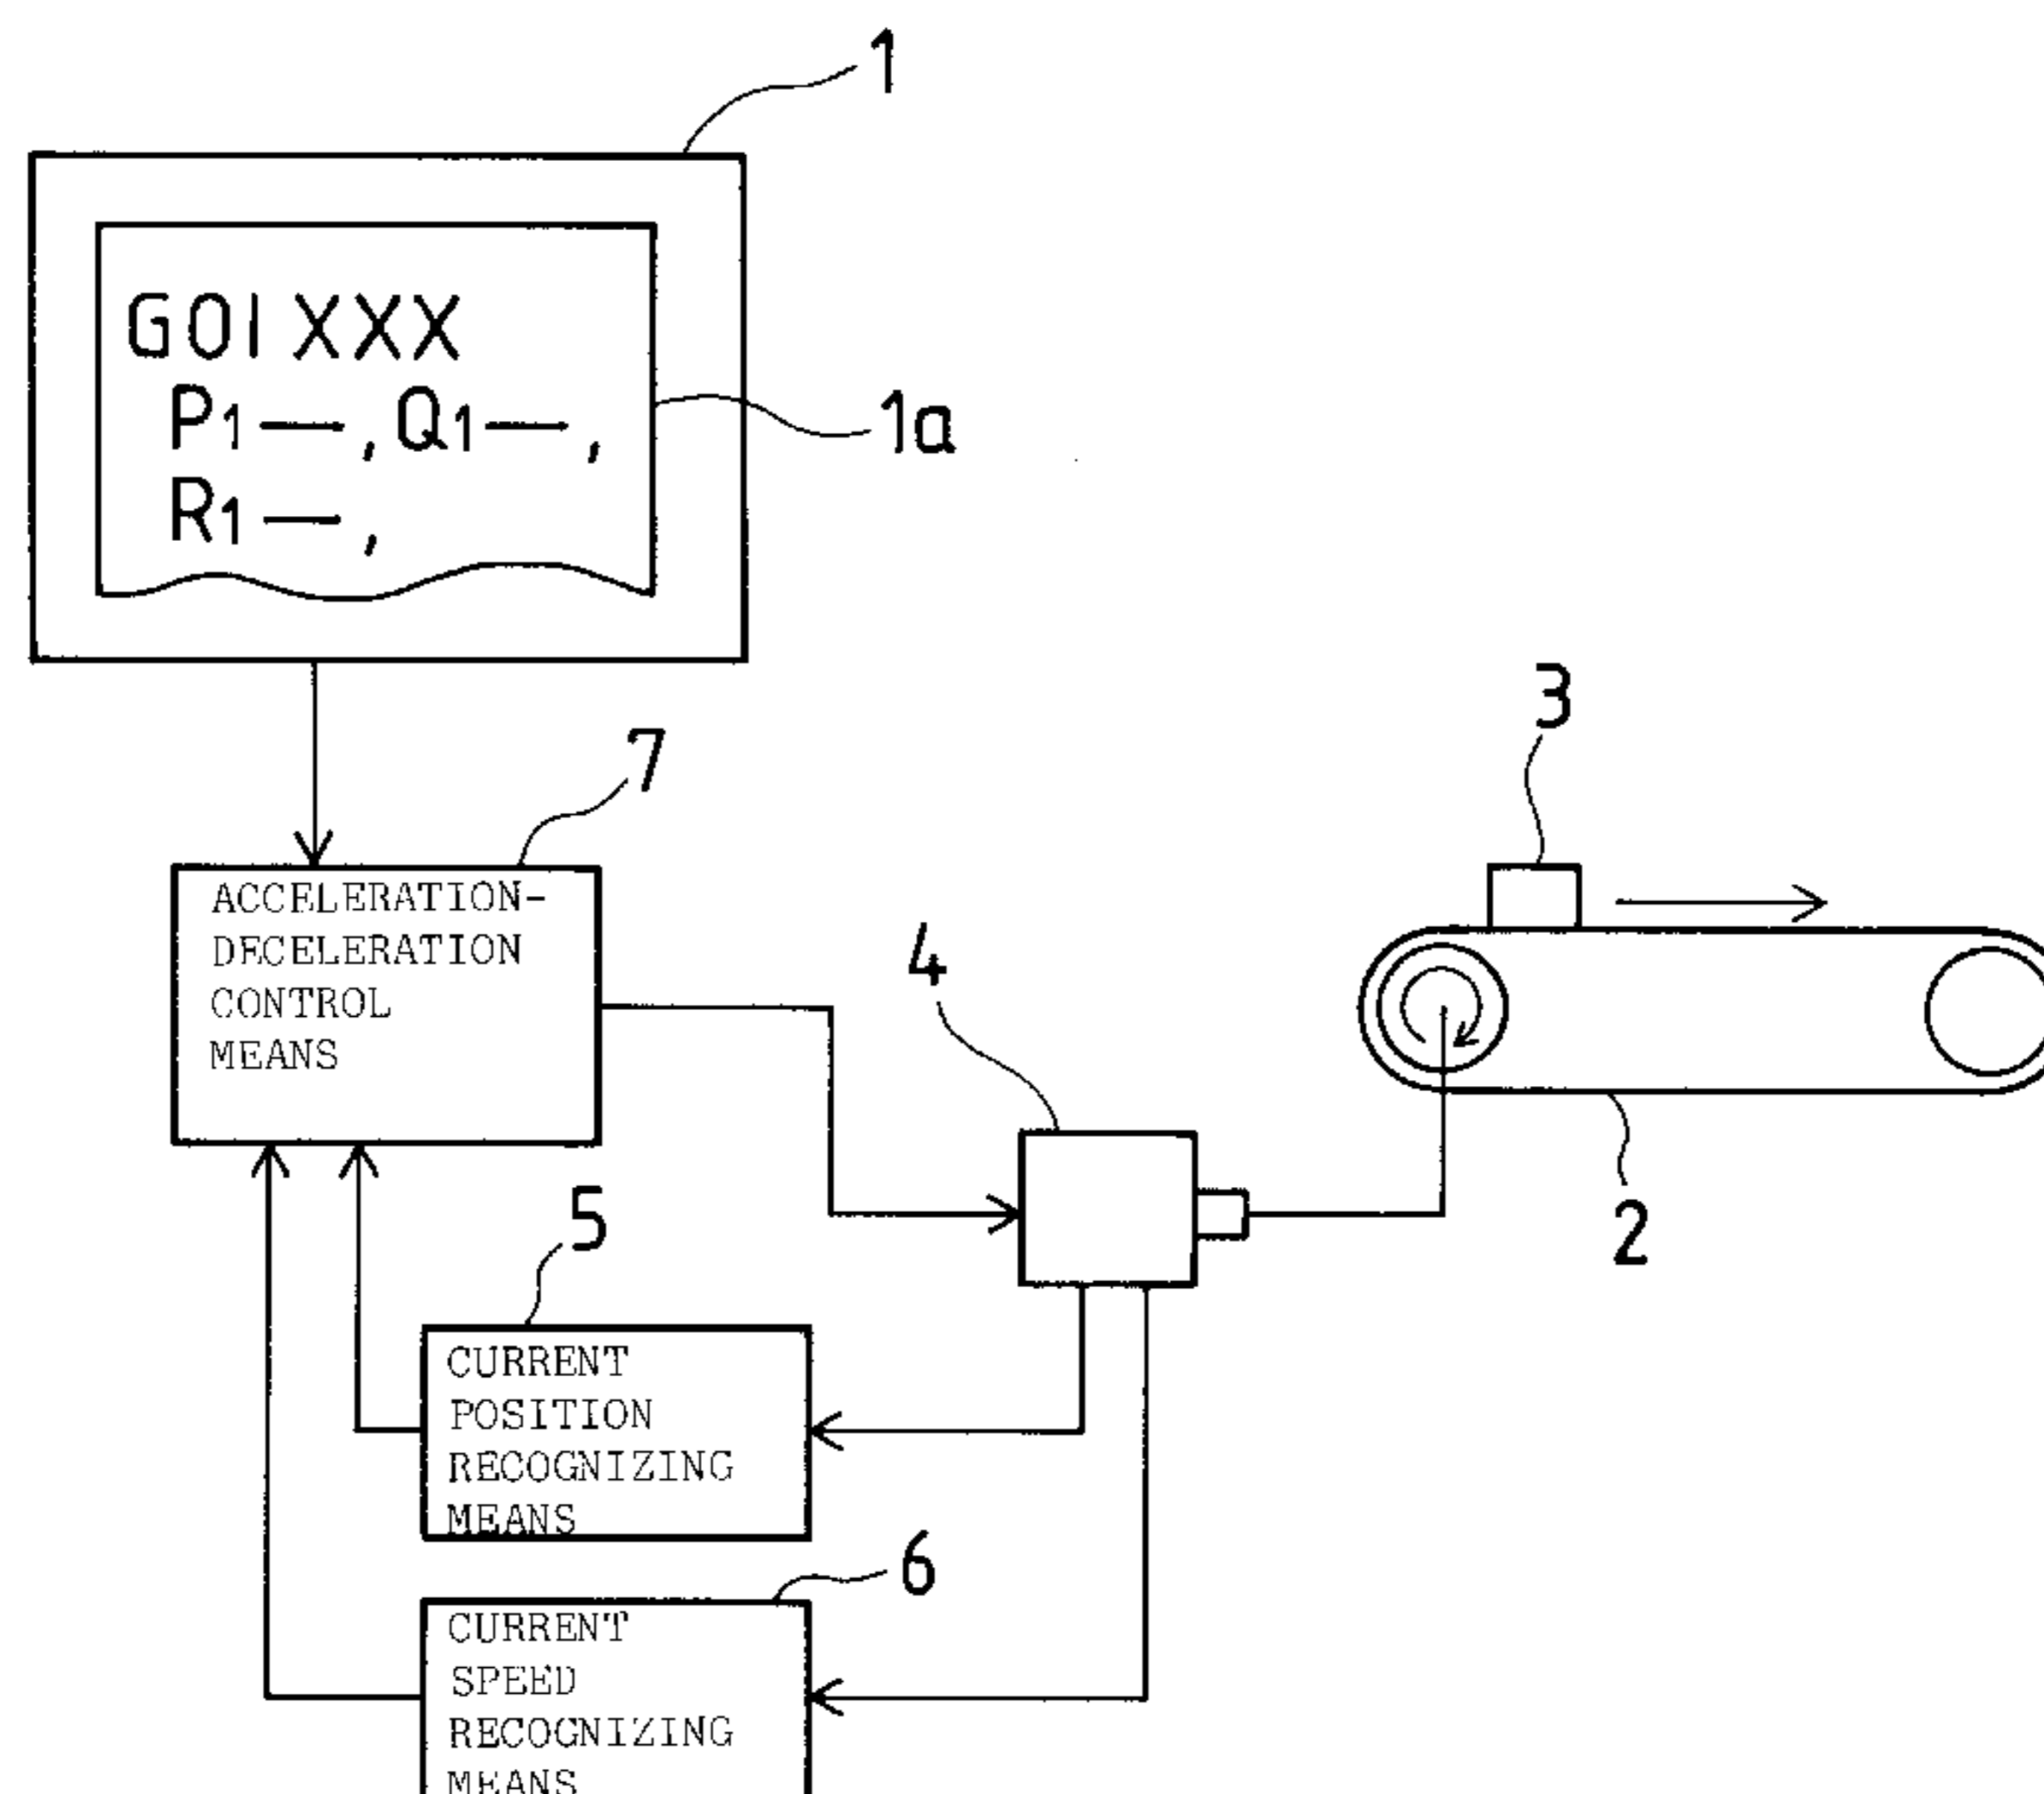 1
GOIXXX
P1—,Q1—,
R1—,
1a
3
7
ACCELERATION-
DECELERATION
CONTROL
MEANS
4
2
5
CURRENT
POSITION
RECOGNIZING
MEANS
6
CURRENT
SPEED
RECOGNIZING
MEANS